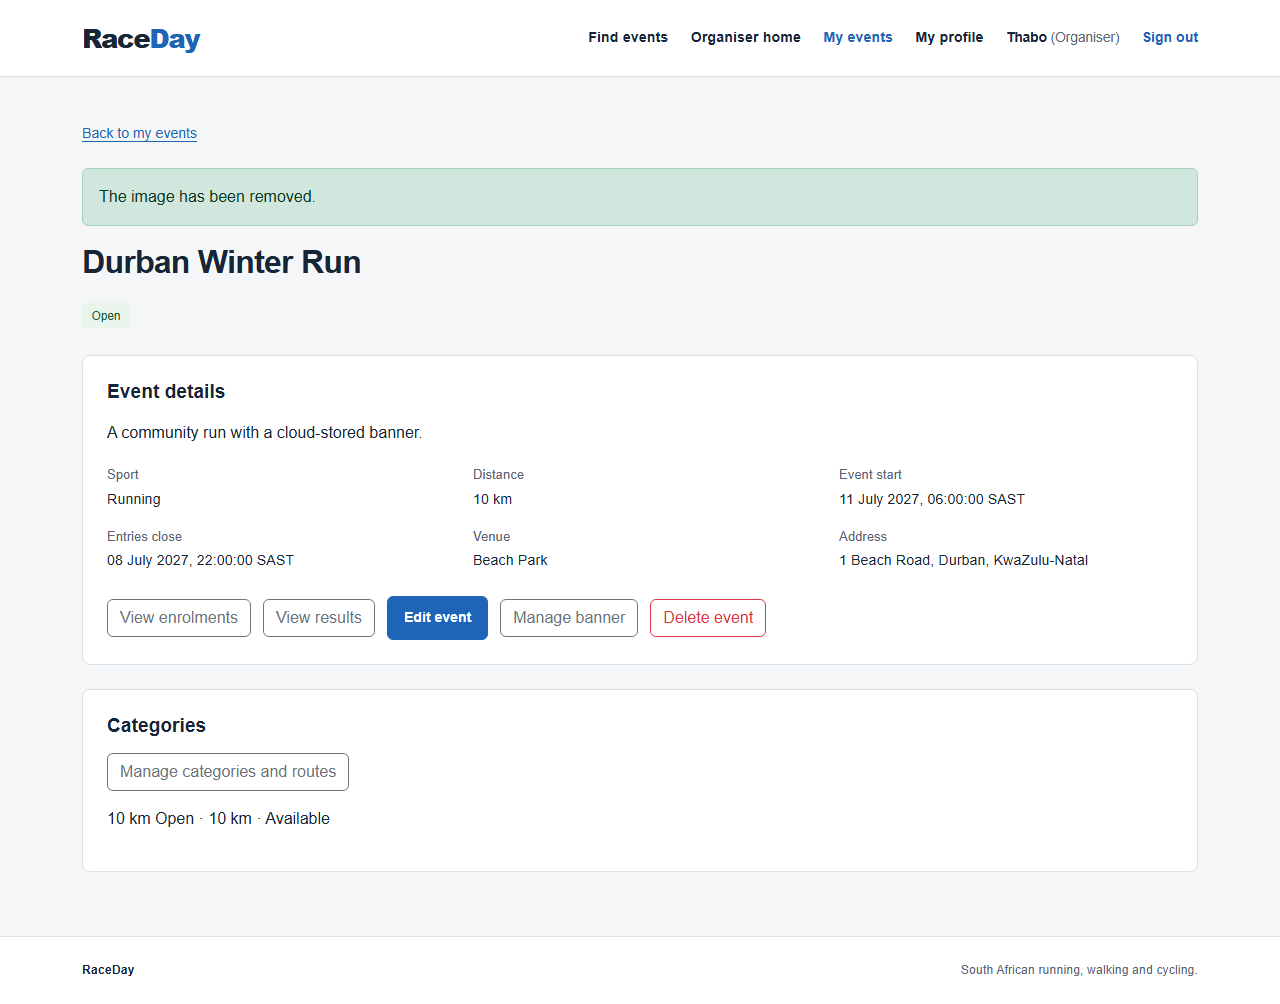 RaceDay
Find events Organiser home My events My profile Thabo (Organiser) Sign out
Back to my events
The image has been removed.
Durban Winter Run
Open
Event details
A community run with a cloud-stored banner.
Sport Distance Event start
Running 10 km 11 July 2027, 06:00:00 SAST
Entries close Venue Address
08 July 2027, 22:00:00 SAST Beach Park 1 Beach Road, Durban, KwaZulu-Natal
View enrolments View results Edit event Manage banner Delete event
Categories
Manage categories and routes
10 km Open · 10 km · Available
RaceDay South African running, walking and cycling.